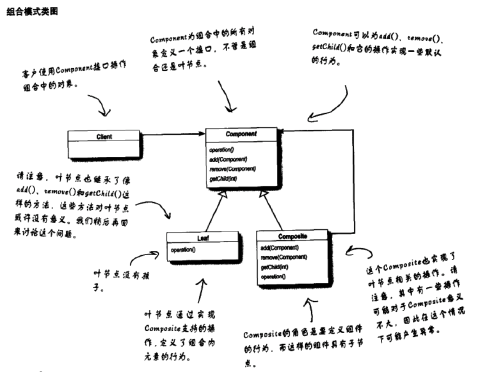 组合模式类图
客户使用Component接口操作
组合中的对象。
Component为组合中的所有对
象定义一个接口，不管是组
合还是叶节点。
Component可以为add()、remove()、
getChild()和它的操作实现一些默认
的行为。
Client
Component
operation()
add(Component)
remove(Component)
getChild(int)
请注意，叶节点也继承了像
add()、remove()和getChild()这
样的方法，这些方法对叶节点
或许没有意义。我们稍后再回
来讨论这个问题。
Leaf
operation()
Composite
add(Component)
remove(Component)
getChild(int)
operation()
叶节点没有孩
子。
叶节点通过实现
Composite支持的操
作，定义了组合内
元素的行为。
Composite的角色是要定义组件
的行为，而这样的组件具有子节
点。
这个Composite也实现了
叶节点相关的操作。请
注意，其中有一些操作
可能对于Composite意义
不大，因此在这个情况
下可能产生异常。